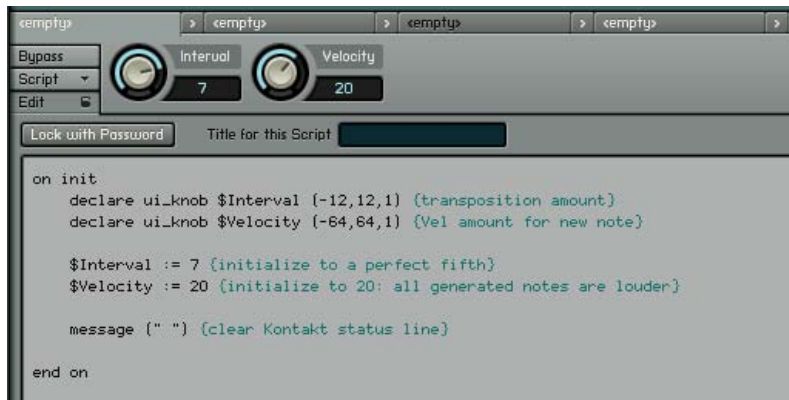 <empty> > <empty> > <empty> > <empty> >
Bypass Interval Velocity
Script
7 20
Edit
Lock with Password Title for this Script
on init
declare ui_knob $Interval (-12,12,1) {transposition amount}
declare ui_knob $Velocity (-64,64,1) {Vel amount for new note}
$Interval := 7 {initialize to a perfect fifth}
$Velocity := 20 {initialize to 20: all generated notes are louder}
message (" ") {clear Kontakt status line}
end on